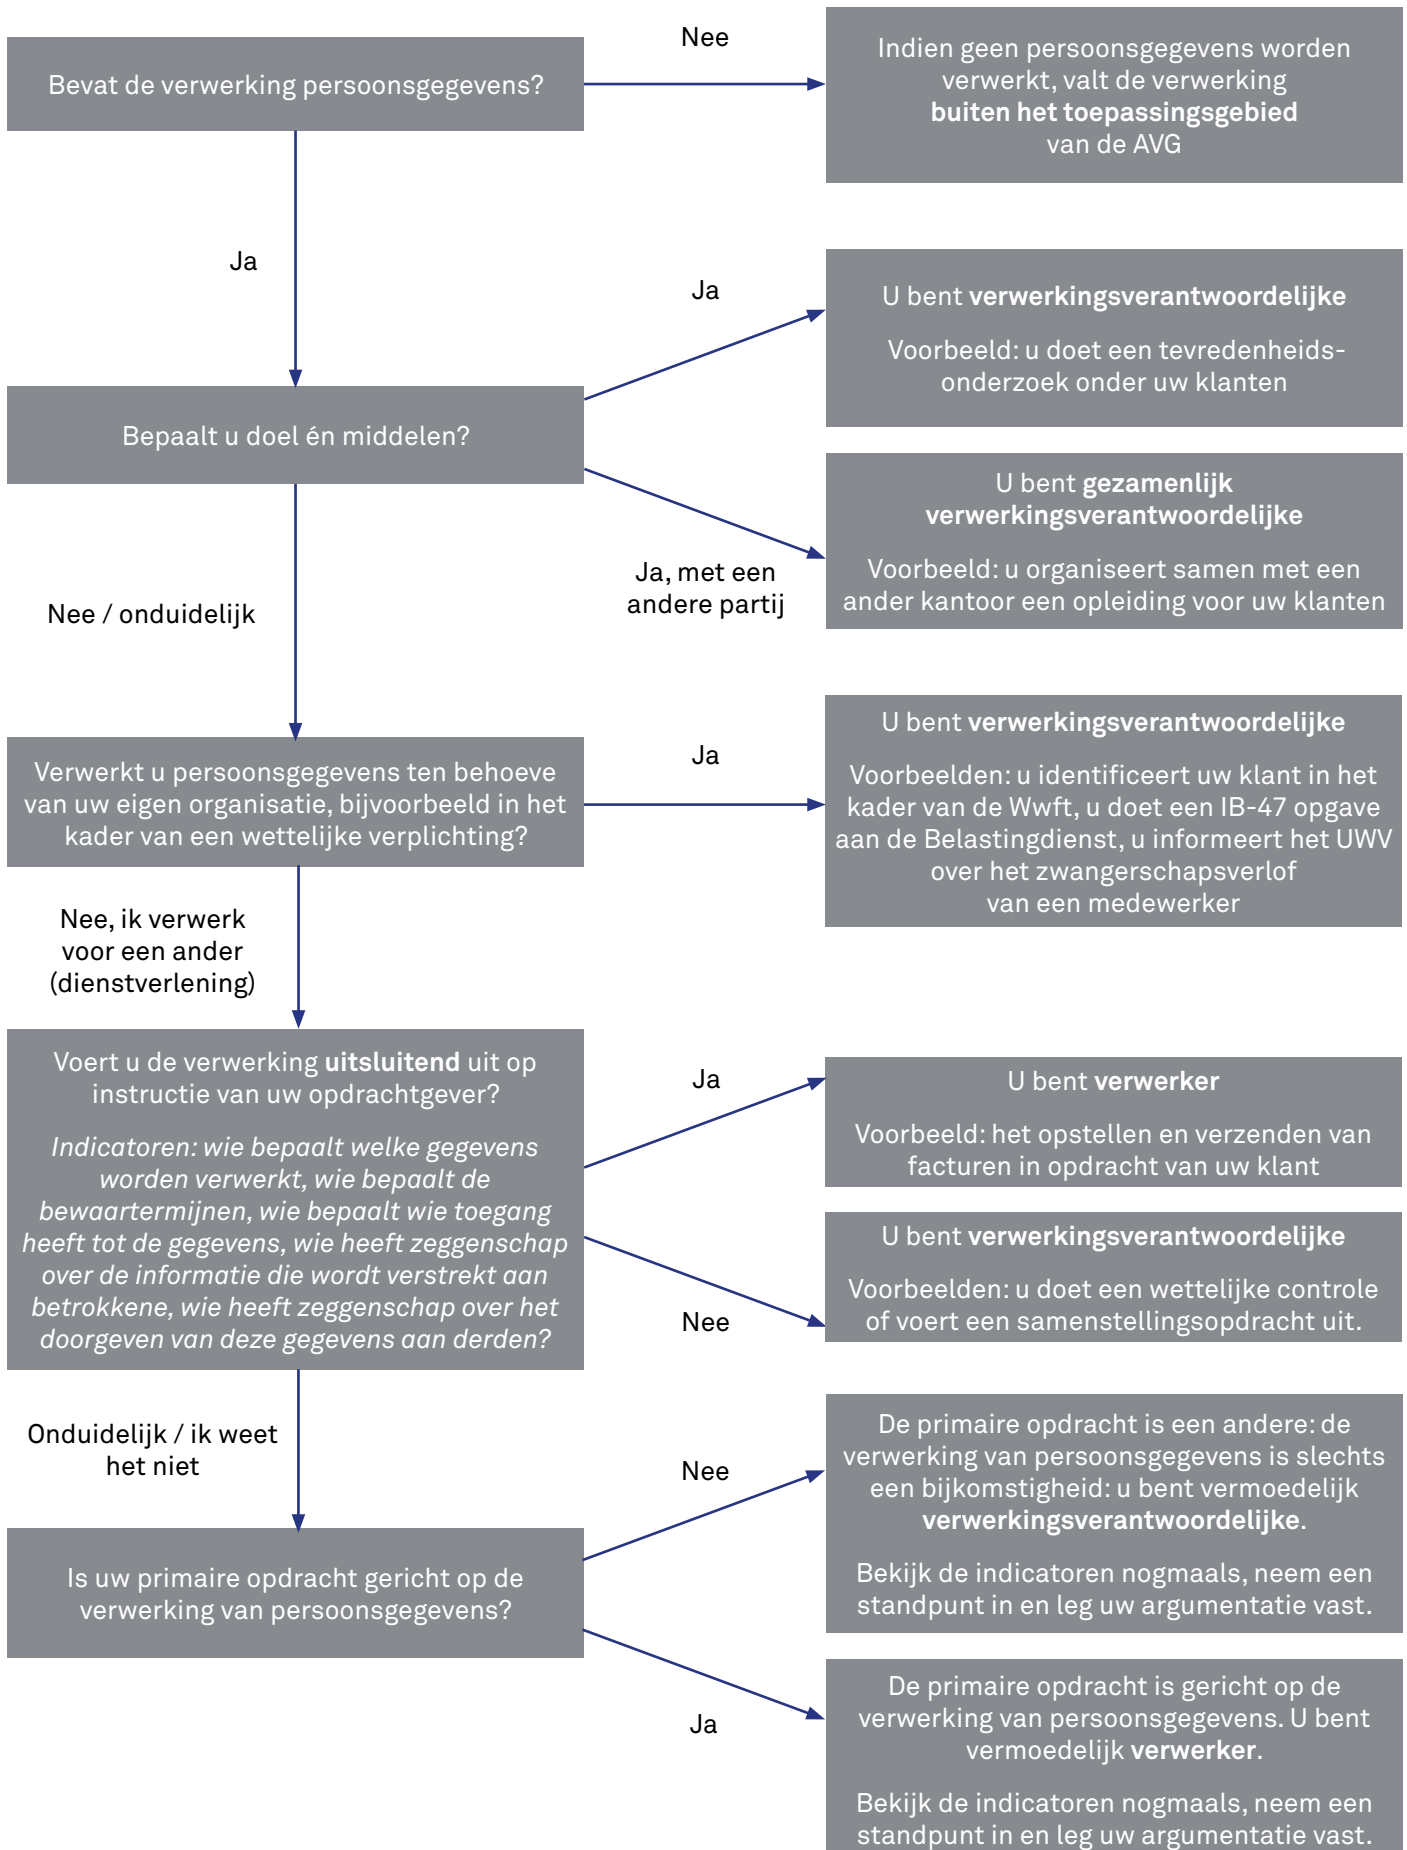 Bevat de verwerking persoonsgegevens?
Nee
Indien geen persoonsgegevens worden
verwerkt, valt de verwerking
buiten het toepassingsgebied
van de AVG
Ja
Bepaalt u doel én middelen?
Ja
U bent verwerkingsverantwoordelijke
Voorbeeld: u doet een tevredenheids-
onderzoek onder uw klanten
Ja, met een
andere partij
U bent gezamenlijk
verwerkingsverantwoordelijke
Voorbeeld: u organiseert samen met een
ander kantoor een opleiding voor uw klanten
Nee / onduidelijk
Verwerkt u persoonsgegevens ten behoeve
van uw eigen organisatie, bijvoorbeeld in het
kader van een wettelijke verplichting?
Ja
U bent verwerkingsverantwoordelijke
Voorbeelden: u identificeert uw klant in het
kader van de Wwft, u doet een IB-47 opgave
aan de Belastingdienst, u informeert het UWV
over het zwangerschapsverlof
van een medewerker
Nee, ik verwerk
voor een ander
(dienstverlening)
Voert u de verwerking uitsluitend uit op
instructie van uw opdrachtgever?
Indicatoren: wie bepaalt welke gegevens
worden verwerkt, wie bepaalt de
bewaartermijnen, wie bepaalt wie toegang
heeft tot de gegevens, wie heeft zeggenschap
over de informatie die wordt verstrekt aan
betrokkene, wie heeft zeggenschap over het
doorgeven van deze gegevens aan derden?
Ja
U bent verwerker
Voorbeeld: het opstellen en verzenden van
facturen in opdracht van uw klant
Nee
U bent verwerkingsverantwoordelijke
Voorbeelden: u doet een wettelijke controle
of voert een samenstellingsopdracht uit.
Onduidelijk / ik weet
het niet
Is uw primaire opdracht gericht op de
verwerking van persoonsgegevens?
Nee
De primaire opdracht is een andere: de
verwerking van persoonsgegevens is slechts
een bijkomstigheid: u bent vermoedelijk
verwerkingsverantwoordelijke.
Bekijk de indicatoren nogmaals, neem een
standpunt in en leg uw argumentatie vast.
Ja
De primaire opdracht is gericht op de
verwerking van persoonsgegevens. U bent
vermoedelijk verwerker.
Bekijk de indicatoren nogmaals, neem een
standpunt in en leg uw argumentatie vast.